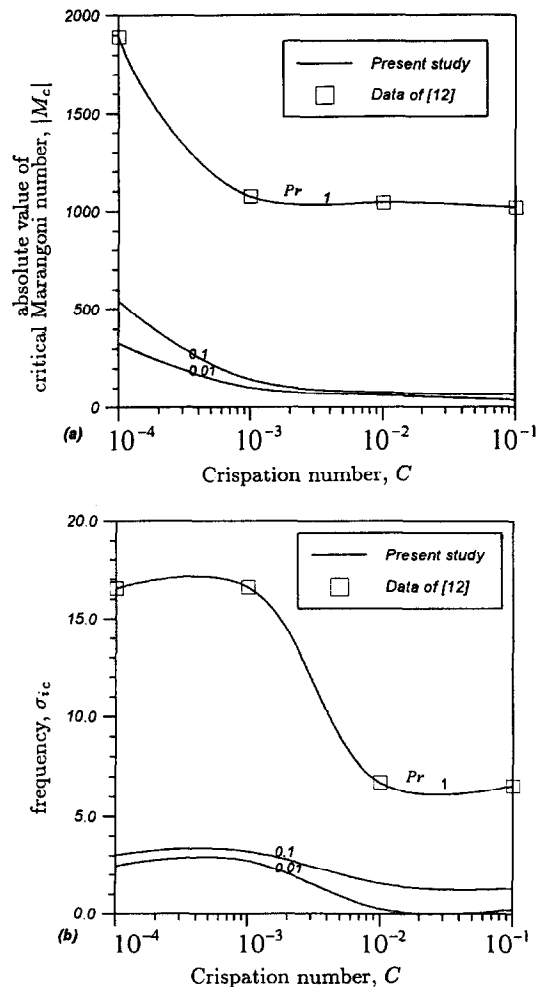 2000
1500
1000
500
0
absolute value of
critical Marangoni number, |M_c|
Present study
Data of [12]
Pr 1
0.1
0.01
(a)
10^-4 10^-3 10^-2 10^-1
Crispation number, C
20.0
15.0
10.0
5.0
0.0
frequency, σ_ic
Present study
Data of [12]
Pr 1
0.1
0.01
(b)
10^-4 10^-3 10^-2 10^-1
Crispation number, C